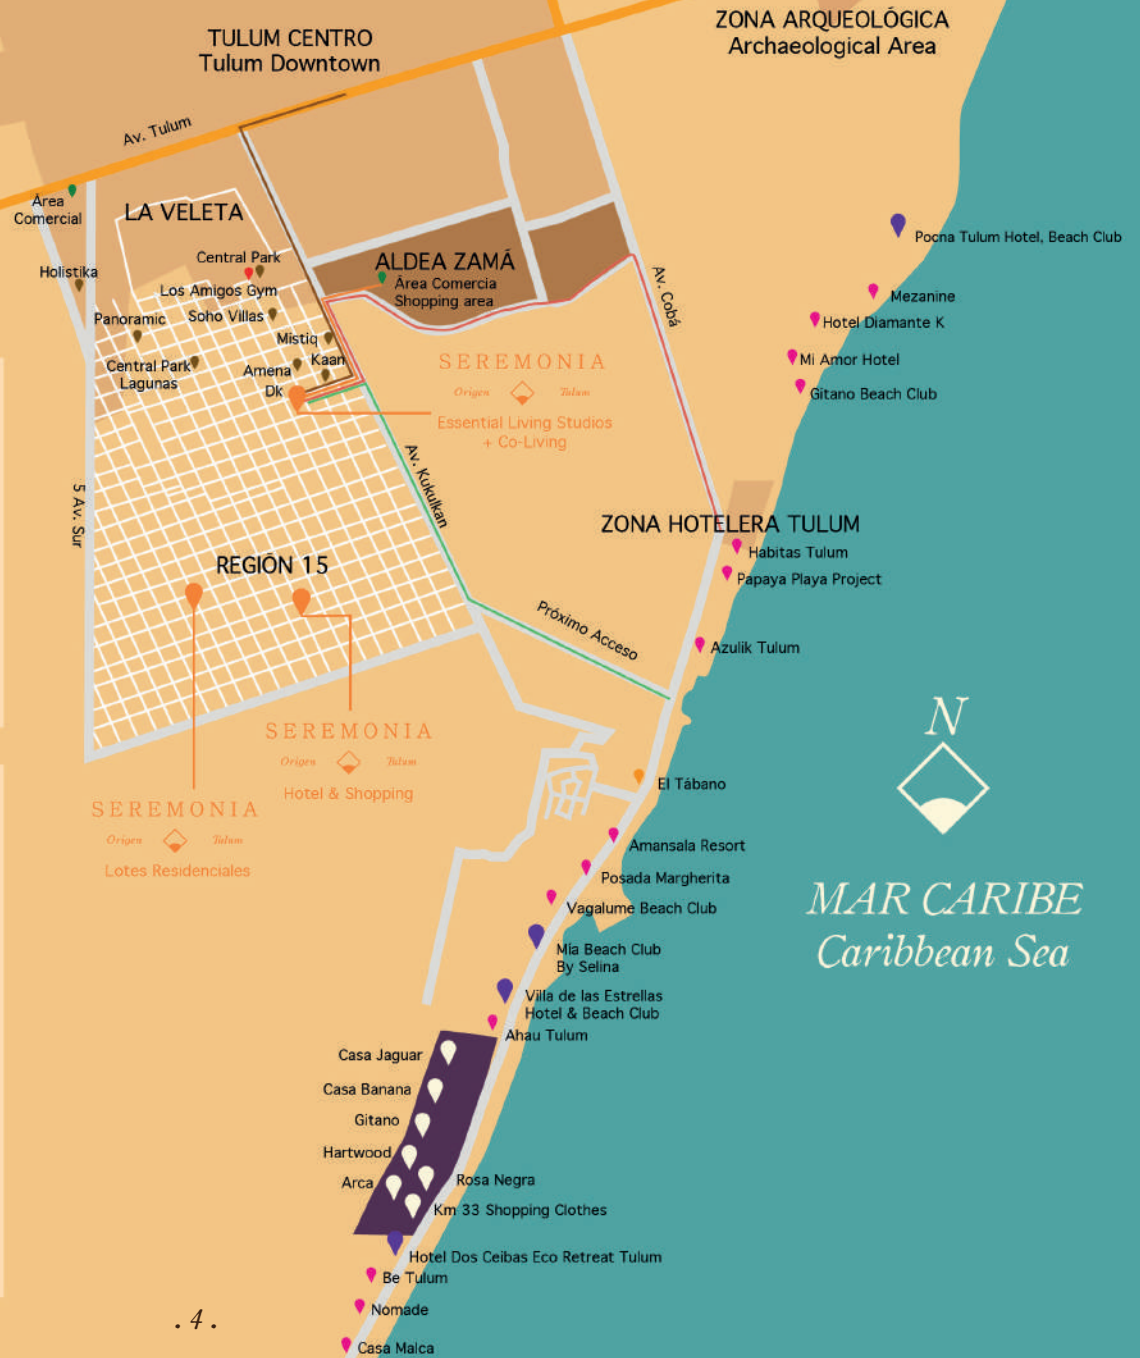 ZONA ARQUEOLÓGICA
Archaeological Area
TULUM CENTRO
Tulum Downtown
Av. Tulum
Área
Comercial
LA VELETA
Pocna Tulum Hotel, Beach Club
Central Park
ALDEA ZAMÁ
Holistika
Área Comercia
Shopping area
Los Amigos Gym
Mezanine
Av. Cobá
Panoramic
Soho Villas
Hotel Diamante K
Mistiq
Kaan
Mi Amor Hotel
Central Park
Lagunas
Amena
Dk
SEREMONIA
Origen
Tulum
Gitano Beach Club
Essential Living Studios
+ Co-Living
Av. Kukulkan
5 Av. Sur
ZONA HOTELERA TULUM
Habitas Tulum
REGIÓN 15
Papaya Playa Project
Próximo Acceso
Azulik Tulum
SEREMONIA
Origen
Tulum
Hotel & Shopping
N
El Tábano
SEREMONIA
Origen
Tulum
Lotes Residenciales
Amansala Resort
Posada Margherita
MAR CARIBE
Caribbean Sea
Vagalume Beach Club
Mía Beach Club
By Selina
Villa de las Estrellas
Hotel & Beach Club
Ahau Tulum
Casa Jaguar
Casa Banana
Gitano
Hartwood
Arca
Rosa Negra
Km 33 Shopping Clothes
Hotel Dos Ceibas Eco Retreat Tulum
Be Tulum
Nomade
Casa Malca
. 4 .